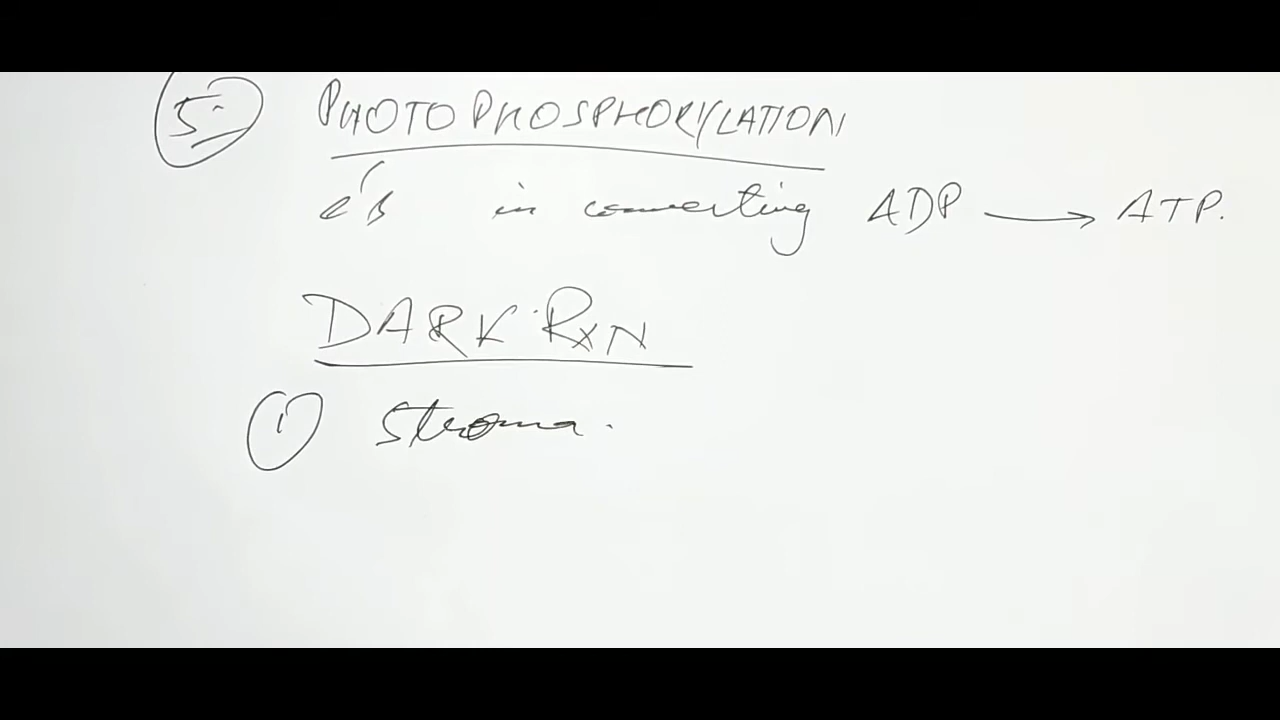 5. PHOTOPHOSPHORYLATION
e's in converting ADP → ATP.
DARK RXN
1 Stroma.